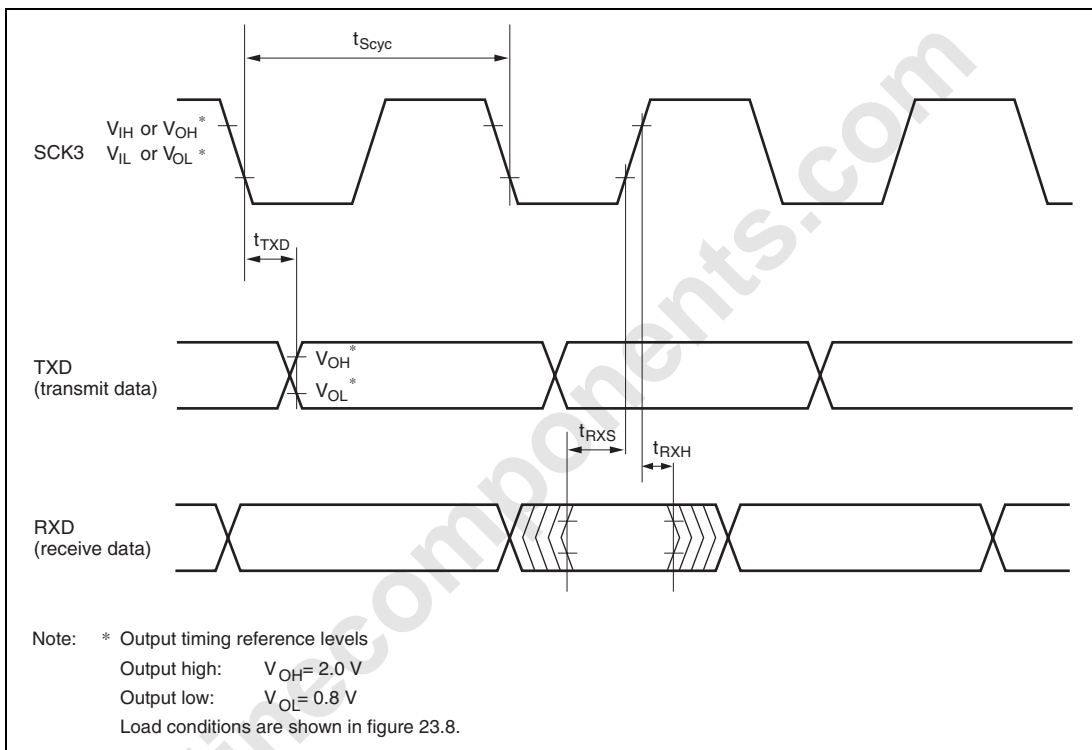 tScyc
VIH or VOH*
SCK3
VIL or VOL*
tTXD
TXD
(transmit data)
VOH*
VOL*
tRXS
tRXH
RXD
(receive data)
Note: * Output timing reference levels
Output high: VOH= 2.0 V
Output low: VOL= 0.8 V
Load conditions are shown in figure 23.8.
inecomponents.com